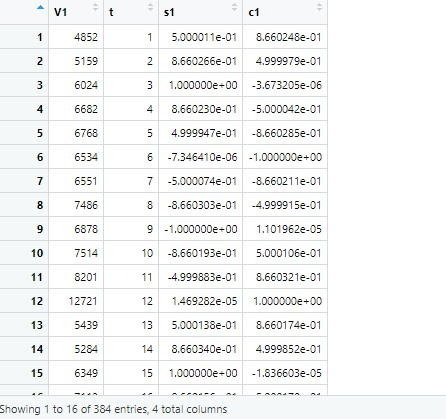 V1 t s1 c1
1 4852 1 5.000011e-01 8.660248e-01
2 5159 2 8.660266e-01 4.999979e-01
3 6024 3 1.000000e+00 -3.673205e-06
4 6682 4 8.660230e-01 -5.000042e-01
5 6768 5 4.999947e-01 -8.660285e-01
6 6534 6 -7.346410e-06 -1.000000e+00
7 6551 7 -5.000074e-01 -8.660211e-01
8 7486 8 -8.660303e-01 -4.999915e-01
9 6878 9 -1.000000e+00 1.101962e-05
10 7514 10 -8.660193e-01 5.000106e-01
11 8201 11 -4.999883e-01 8.660321e-01
12 12721 12 1.469282e-05 1.000000e+00
13 5439 13 5.000138e-01 8.660174e-01
14 5284 14 8.660340e-01 4.999852e-01
15 6349 15 1.000000e+00 -1.836603e-05
Showing 1 to 16 of 384 entries, 4 total columns